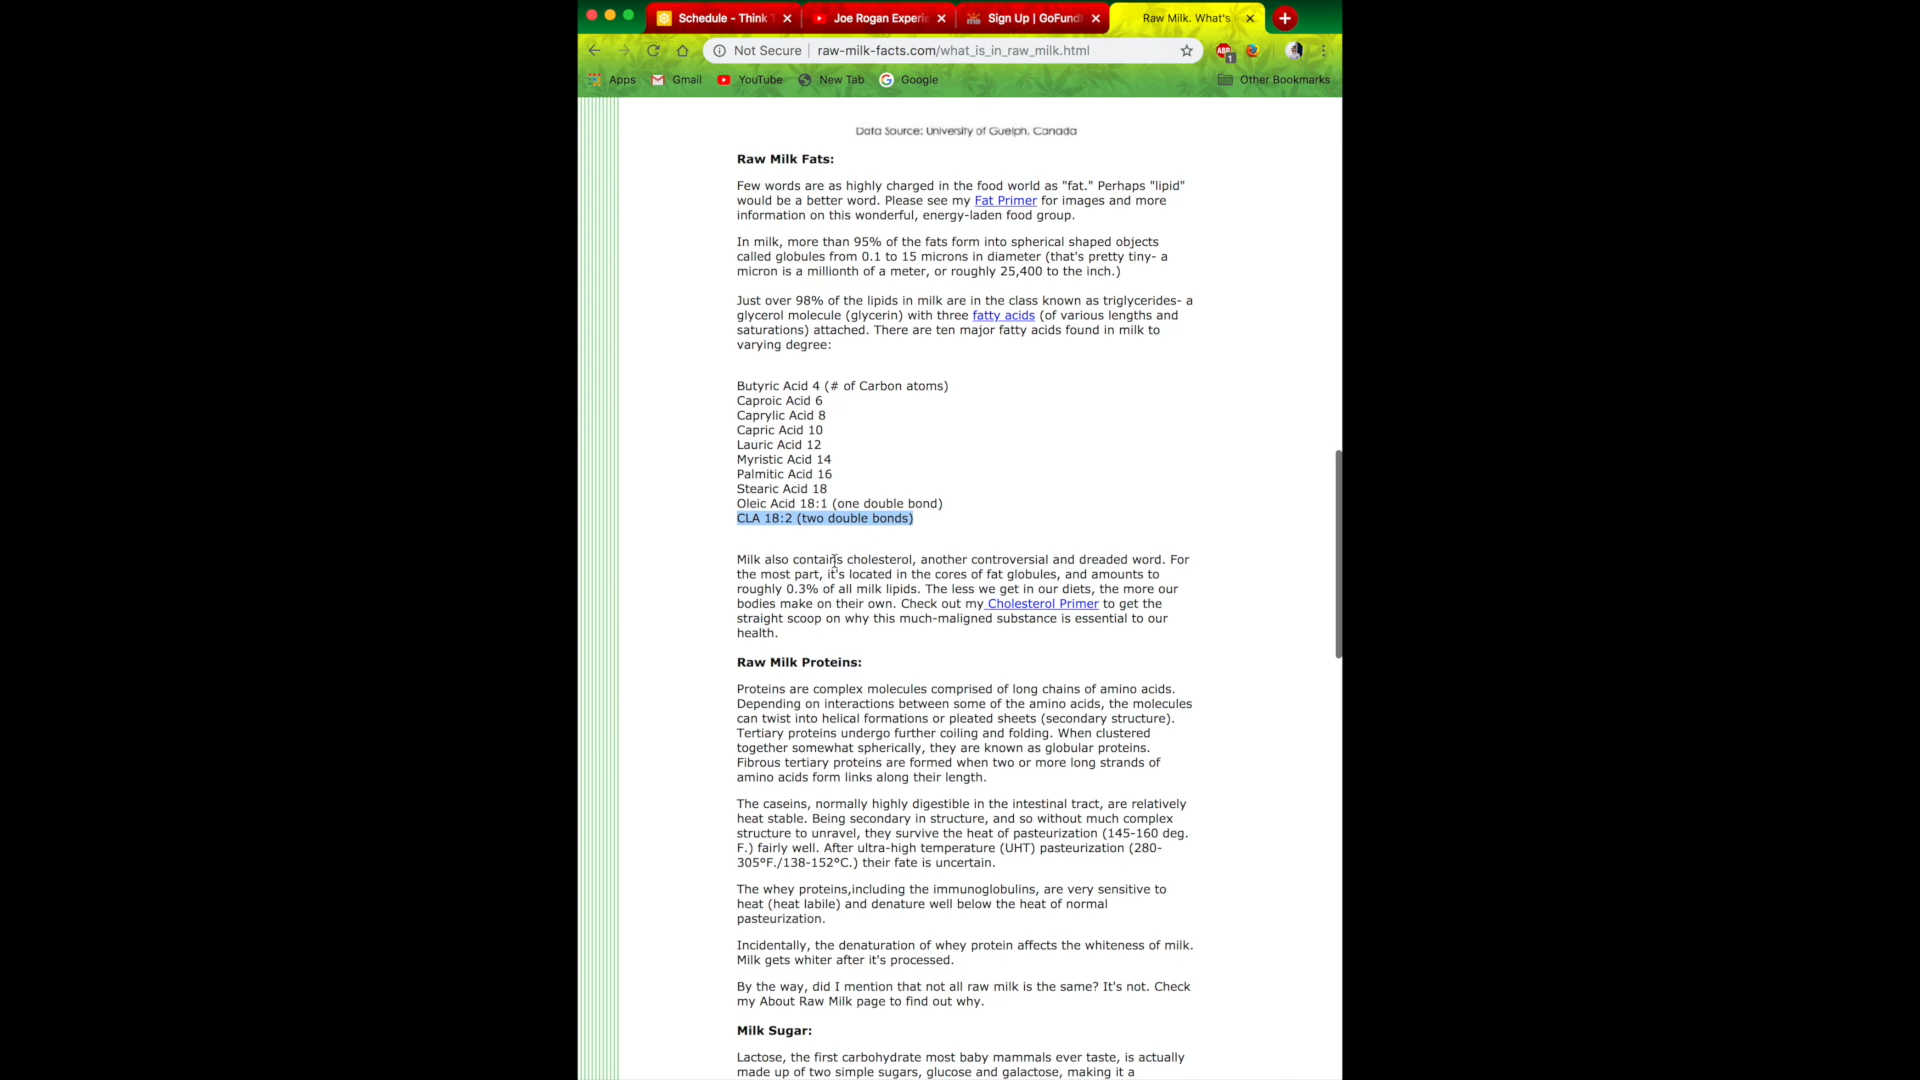 Schedule - Think T
Joe Rogan Experie
Sign Up | GoFund
Raw Milk. What's
Not Secure | raw-milk-facts.com/what_is_in_raw_milk.html
ABP
1
Apps
Gmail
YouTube
New Tab
Google
Other Bookmarks
Data Source: University of Guelph, Canada
Raw Milk Fats:
Few words are as highly charged in the food world as "fat." Perhaps "lipid"
would be a better word. Please see my Fat Primer for images and more
information on this wonderful, energy-laden food group.
In milk, more than 95% of the fats form into spherical shaped objects
called globules from 0.1 to 15 microns in diameter (that's pretty tiny- a
micron is a millionth of a meter, or roughly 25,400 to the inch.)
Just over 98% of the lipids in milk are in the class known as triglycerides- a
glycerol molecule (glycerin) with three fatty acids (of various lengths and
saturations) attached. There are ten major fatty acids found in milk to
varying degree:
Butyric Acid 4 (# of Carbon atoms)
Caproic Acid 6
Caprylic Acid 8
Capric Acid 10
Lauric Acid 12
Myristic Acid 14
Palmitic Acid 16
Stearic Acid 18
Oleic Acid 18:1 (one double bond)
CLA 18:2 (two double bonds)
Milk also contains cholesterol, another controversial and dreaded word. For
the most part, it's located in the cores of fat globules, and amounts to
roughly 0.3% of all milk lipids. The less we get in our diets, the more our
bodies make on their own. Check out my Cholesterol Primer to get the
straight scoop on why this much-maligned substance is essential to our
health.
Raw Milk Proteins:
Proteins are complex molecules comprised of long chains of amino acids.
Depending on interactions between some of the amino acids, the molecules
can twist into helical formations or pleated sheets (secondary structure).
Tertiary proteins undergo further coiling and folding. When clustered
together somewhat spherically, they are known as globular proteins.
Fibrous tertiary proteins are formed when two or more long strands of
amino acids form links along their length.
The caseins, normally highly digestible in the intestinal tract, are relatively
heat stable. Being secondary in structure, and so without much complex
structure to unravel, they survive the heat of pasteurization (145-160 deg.
F.) fairly well. After ultra-high temperature (UHT) pasteurization (280-
305°F./138-152°C.) their fate is uncertain.
The whey proteins,including the immunoglobulins, are very sensitive to
heat (heat labile) and denature well below the heat of normal
pasteurization.
Incidentally, the denaturation of whey protein affects the whiteness of milk.
Milk gets whiter after it's processed.
By the way, did I mention that not all raw milk is the same? It's not. Check
my About Raw Milk page to find out why.
Milk Sugar:
Lactose, the first carbohydrate most baby mammals ever taste, is actually
made up of two simple sugars, glucose and galactose, making it a